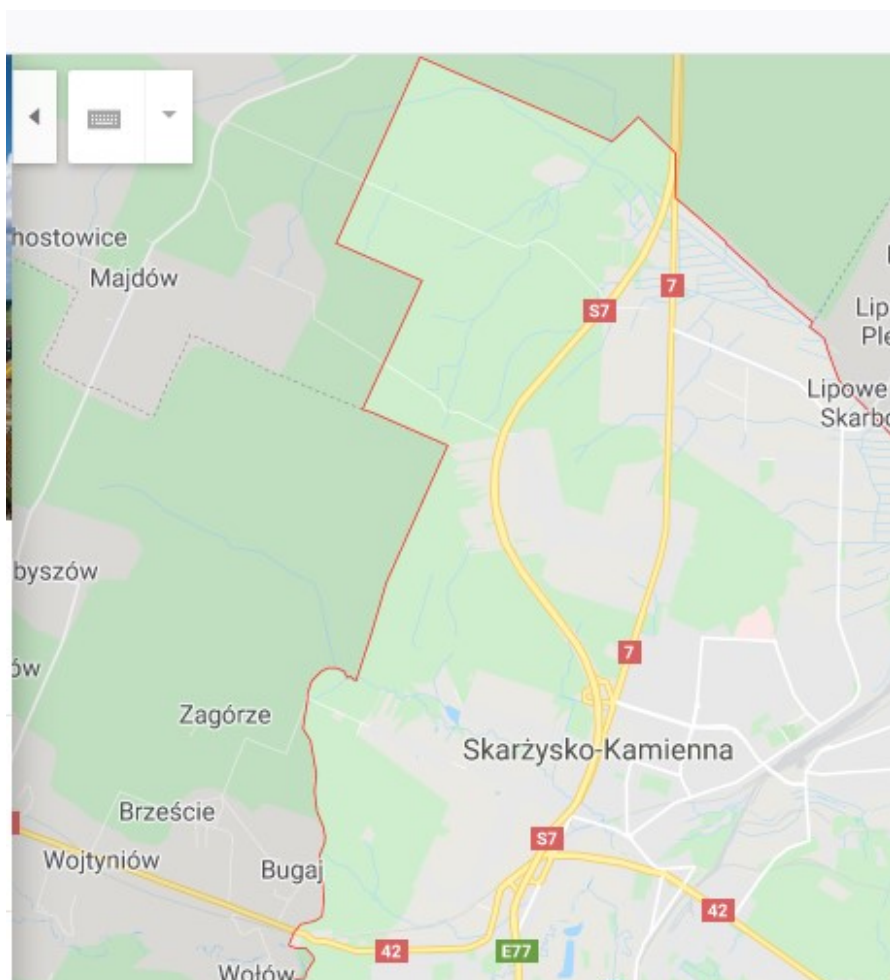 hostowice
Majdów
S7
7
Lip
Ple
Lipowe
Skarbo
byszów
ów
7
Zagórze
Skarżysko-Kamienna
Brzeście
S7
Wojtyniów
Bugaj
42
42
E77
Wołów